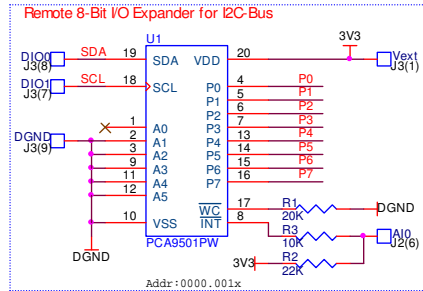 Remote 8-Bit I/O Expander for I2C-Bus
U1
3V3
DIO0 SDA 19 SDA VDD 20 Vext
J3(8) J3(1)
DIO1 SCL 18 SCL P0 4 P0
J3(7) P1 5 P1
P2 6 P2
1 A0 P3 7 P3
DGND 2 A1 P4 13 P4
J3(9) 3 A2 P5 14 P5
9 A3 P6 15 P6
11 A4 P7 16 P7
12 A5
10 VSS WC 17 R1 DGND
20K
INT 8 R3 AI0
10K J2(6)
PCA9501PW
DGND 3V3 R2
22K
Addr:0000.001x